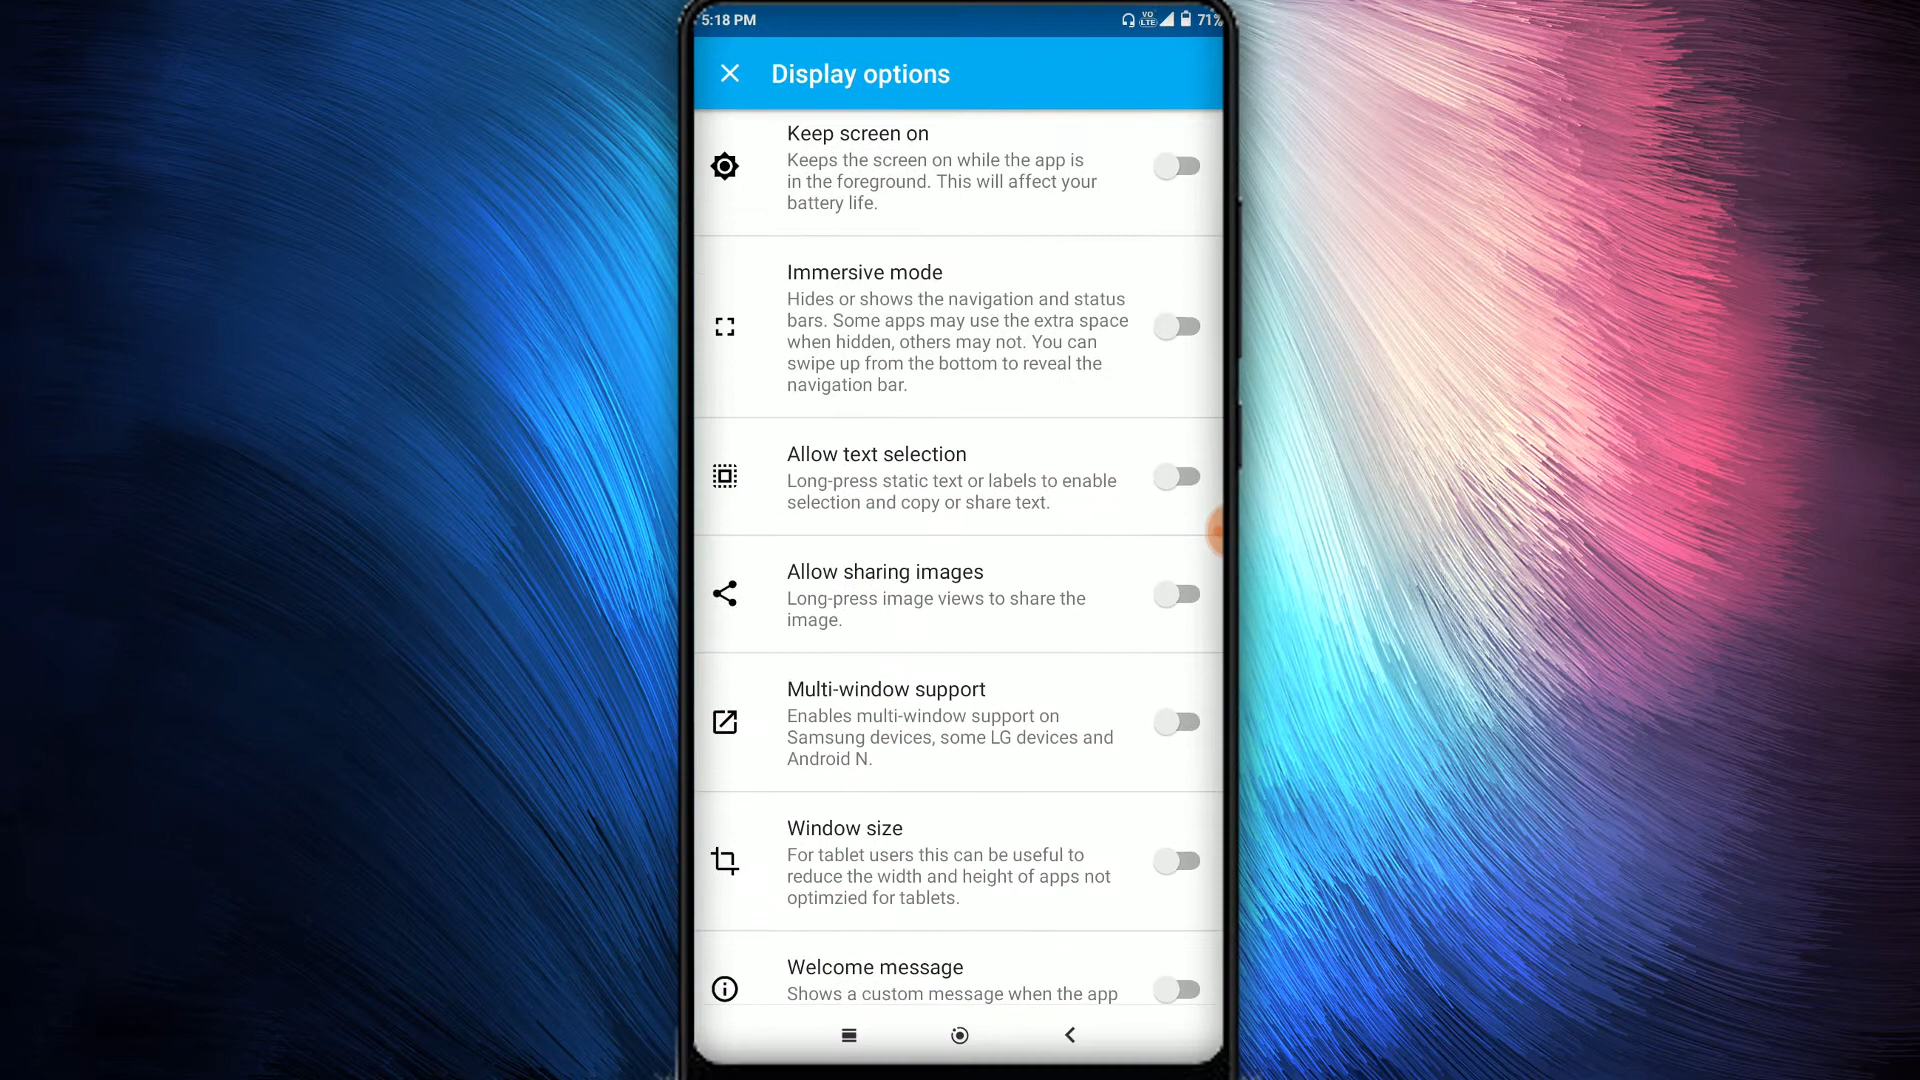 5:18 PM
VO
LTE
71%
Display options
Keep screen on
Keeps the screen on while the app is
in the foreground. This will affect your
battery life.
Immersive mode
Hides or shows the navigation and status
bars. Some apps may use the extra space
when hidden, others may not. You can
swipe up from the bottom to reveal the
navigation bar.
Allow text selection
Long-press static text or labels to enable
selection and copy or share text.
Allow sharing images
Long-press image views to share the
image.
Multi-window support
Enables multi-window support on
Samsung devices, some LG devices and
Android N.
Window size
For tablet users this can be useful to
reduce the width and height of apps not
optimzied for tablets.
Welcome message
Shows a custom message when the app